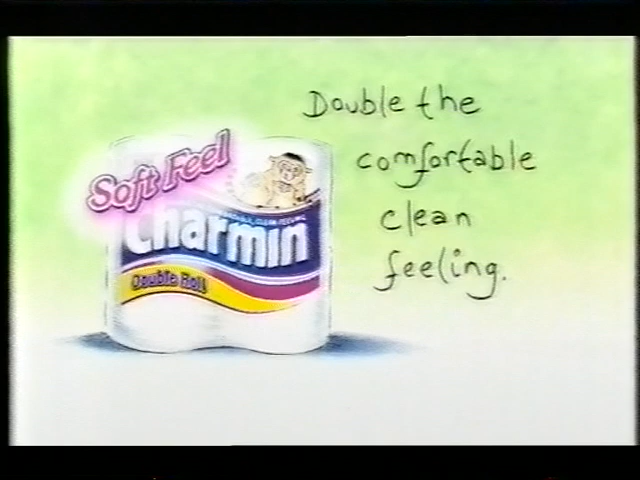 Double the
comfortable
clean
feeling.
Soft Feel
Charmin
Double Roll